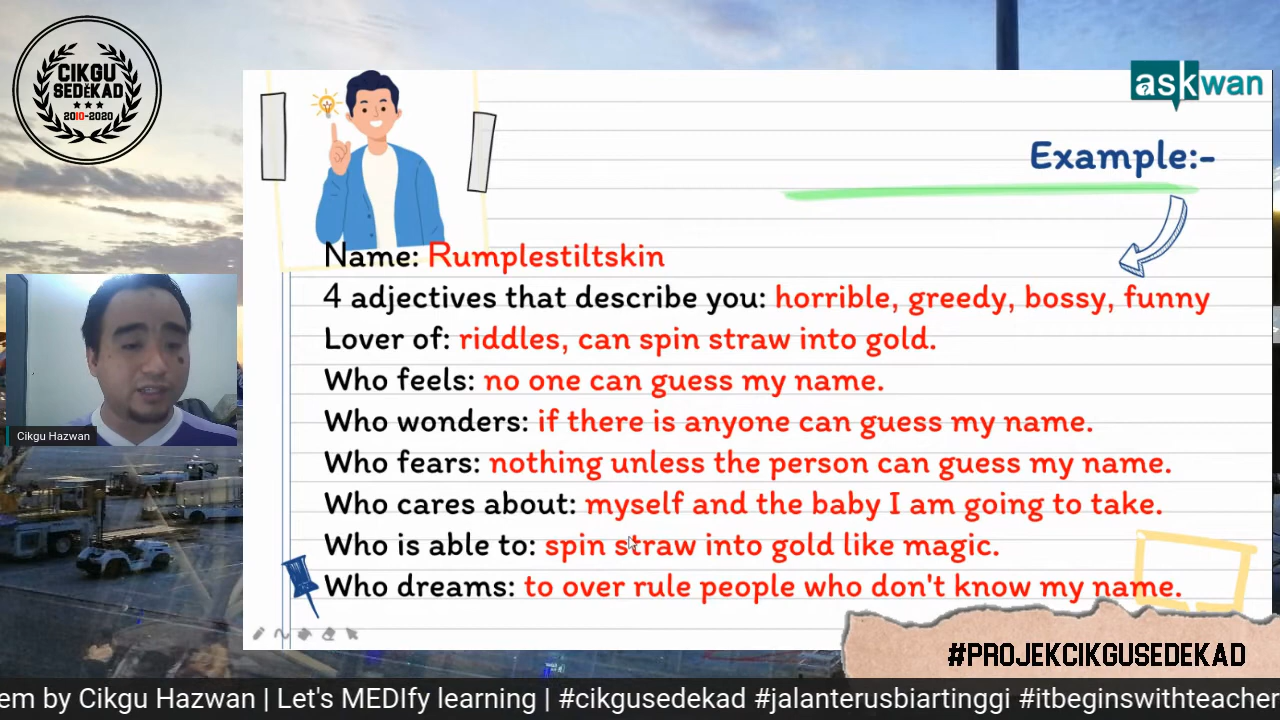 CIKGU
SEDEKAD
2010-2020
askwan
Example:-
Name: Rumplestiltskin
4 adjectives that describe you: horrible, greedy, bossy, funny
Lover of: riddles, can spin straw into gold.
Who feels: no one can guess my name.
Who wonders: if there is anyone can guess my name.
Who fears: nothing unless the person can guess my name.
Who cares about: myself and the baby I am going to take.
Who is able to: spin straw into gold like magic.
Who dreams: to over rule people who don't know my name.
Cikgu Hazwan
#PROJEKCIKGUSEDEKAD
em by Cikgu Hazwan | Let's MEDIfy learning | #cikgusedekad #jalanterusbiartinggi #itbeginswithteacher